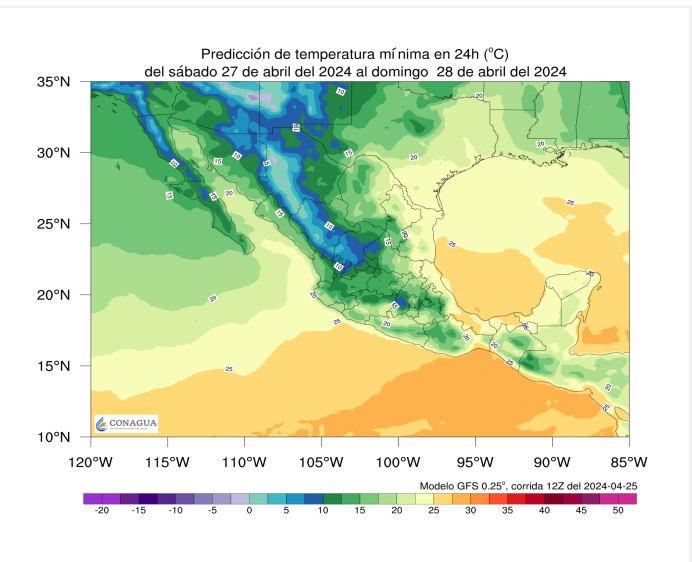 Predicción de temperatura mínima en 24h (°C)
del sábado 27 de abril del 2024 al domingo 28 de abril del 2024
35°N
30°N
25°N
20°N
15°N
10°N
120°W 115°W 110°W 105°W 100°W 95°W 90°W 85°W
CONAGUA
Modelo GFS 0.25°, corrida 12Z del 2024-04-25
-20 -15 -10 -5 0 5 10 15 20 25 30 35 40 45 50